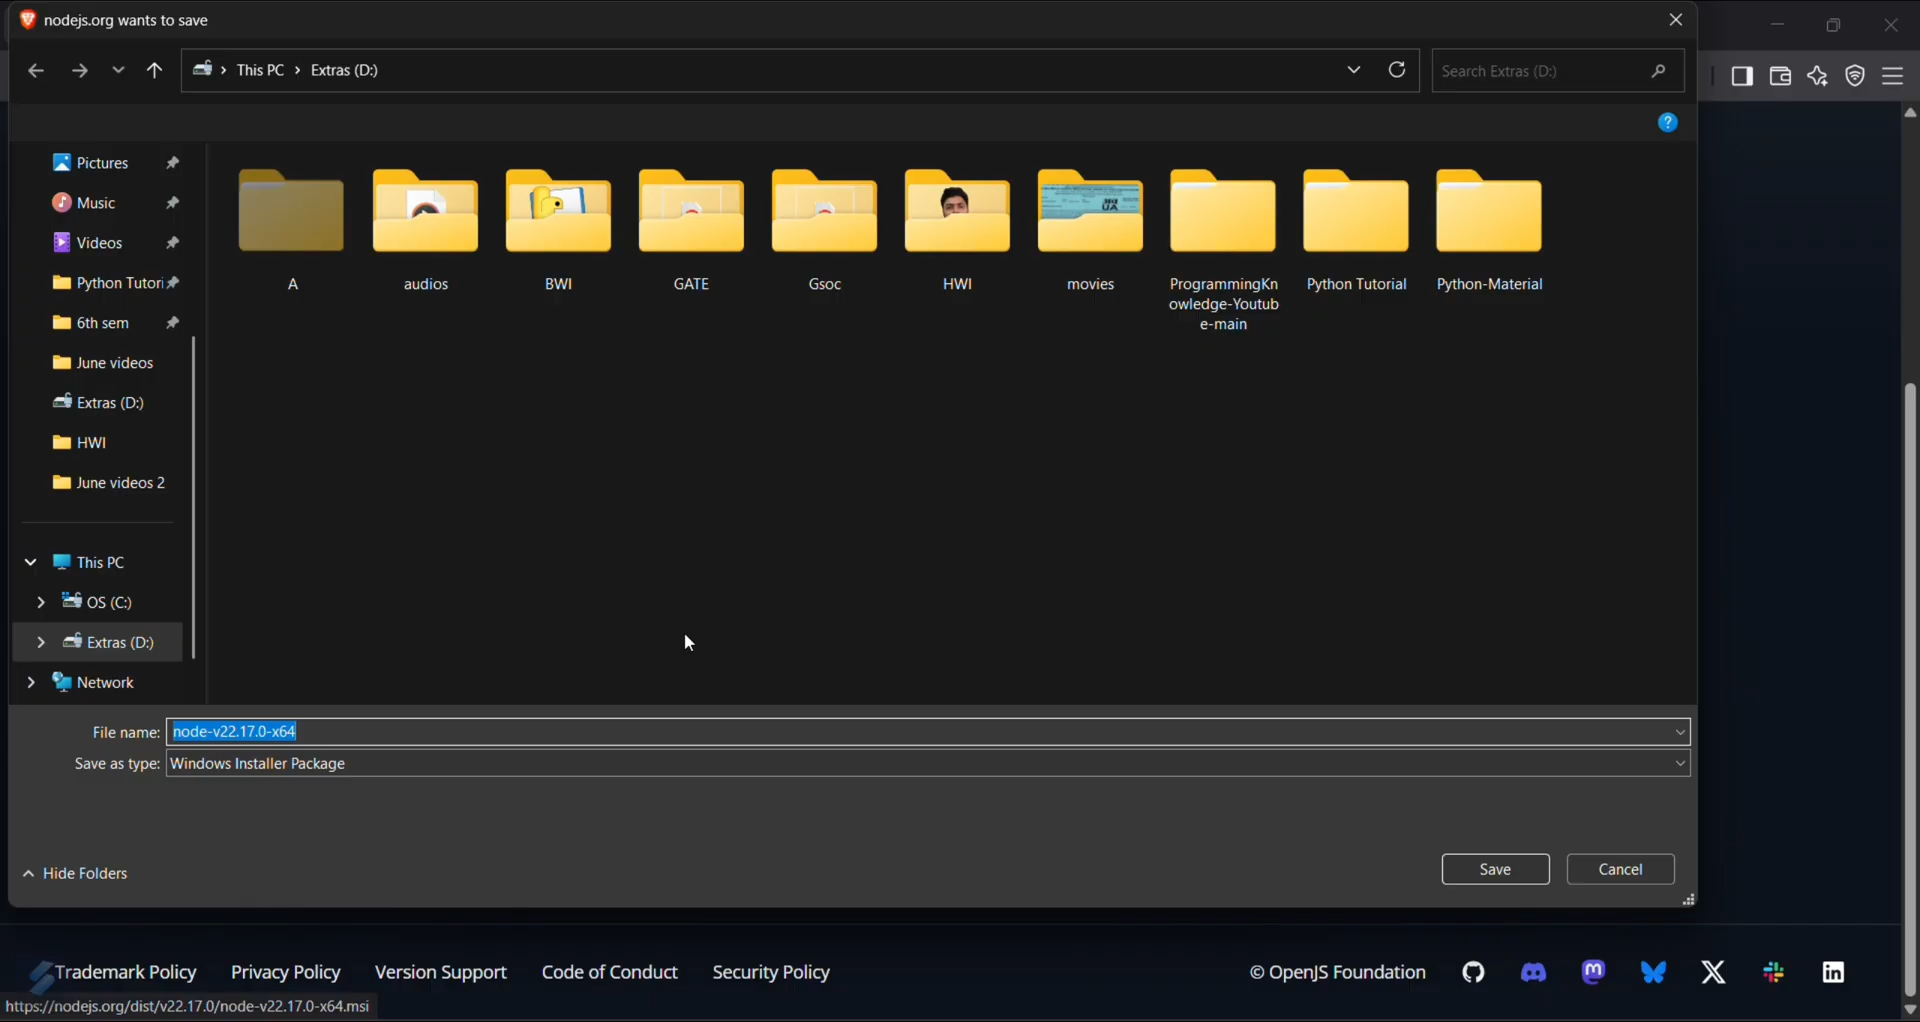 nodejs.org wants to save
This PC > Extras (D:)
Search Extras (D:)
Pictures
Music
Videos
Python Tutori
6th sem
June videos
Extras (D:)
HWI
June videos 2
This PC
OS (C:)
Extras (D:)
Network
A
audios
BWI
GATE
Gsoc
HWI
movies
ProgrammingKn
owledge-Youtub
e-main
Python Tutorial
Python-Material
File name: node-v22.17.0-x64
Save as type: Windows Installer Package
Hide Folders
Save
Cancel
Trademark Policy Privacy Policy Version Support Code of Conduct Security Policy
© OpenJS Foundation
https://nodejs.org/dist/v22.17.0/node-v22.17.0-x64.msi